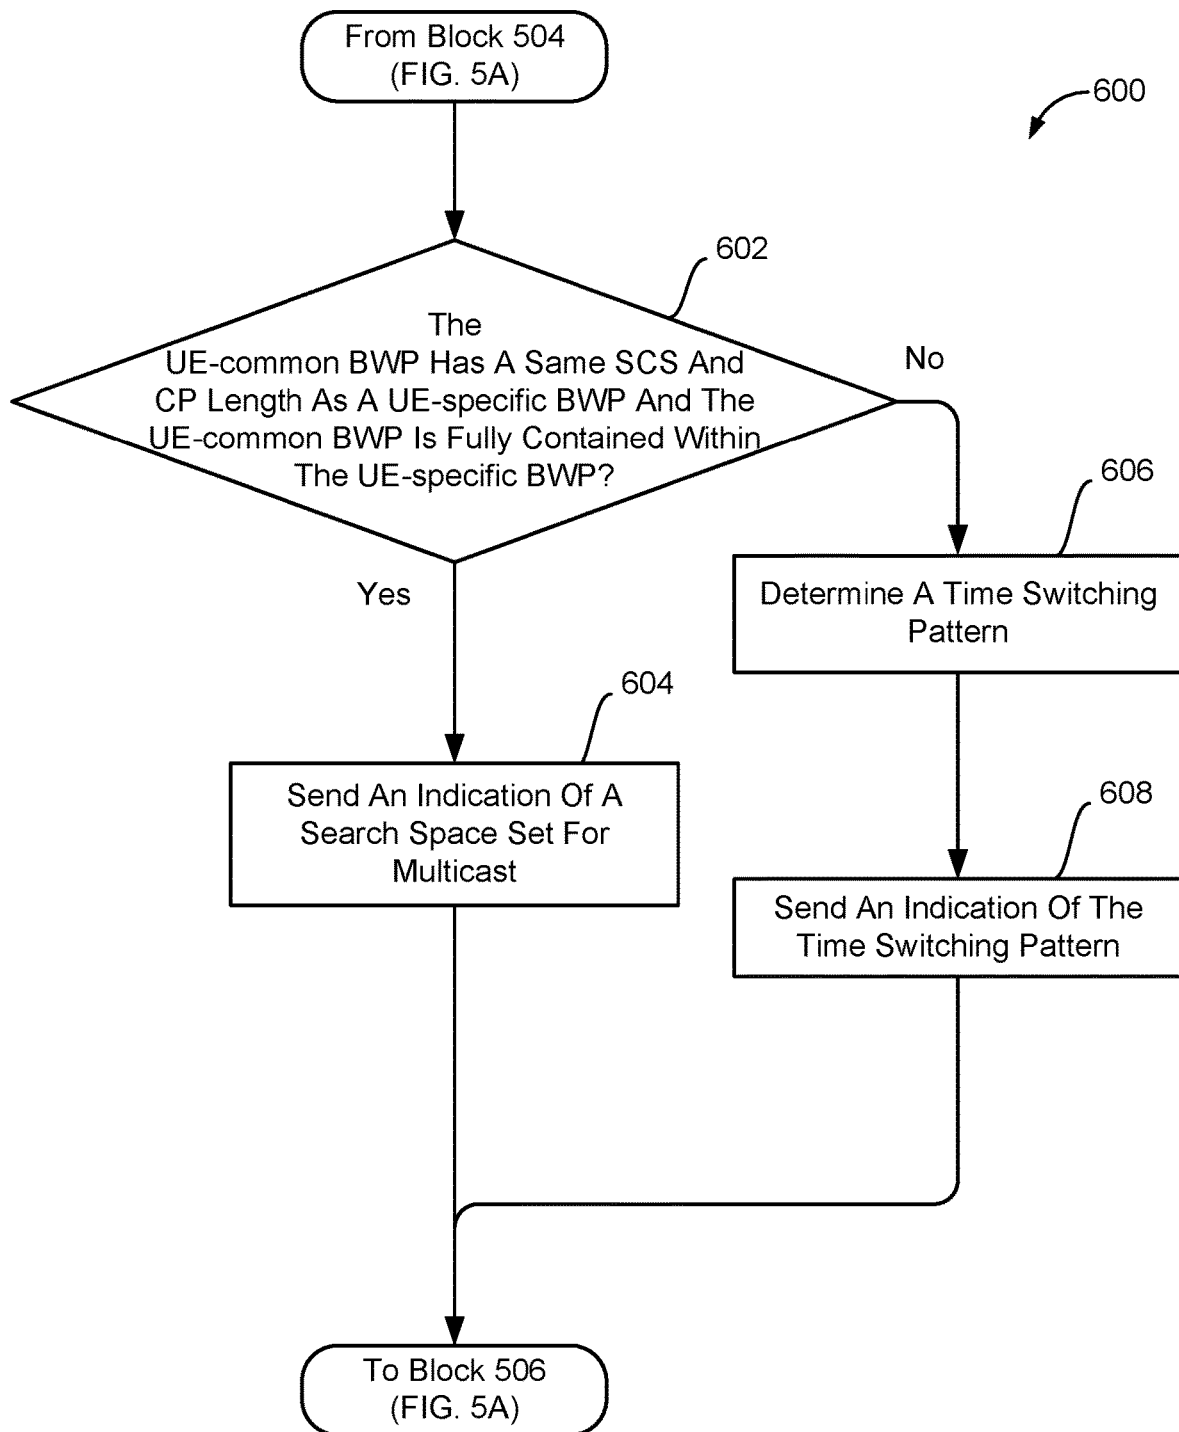 From Block 504
(FIG. 5A)
600
602
The
UE-common BWP Has A Same SCS And
CP Length As A UE-specific BWP And The
UE-common BWP Is Fully Contained Within
The UE-specific BWP?
No
Yes
606
Determine A Time Switching
Pattern
604
Send An Indication Of A
Search Space Set For
Multicast
608
Send An Indication Of The
Time Switching Pattern
To Block 506
(FIG. 5A)